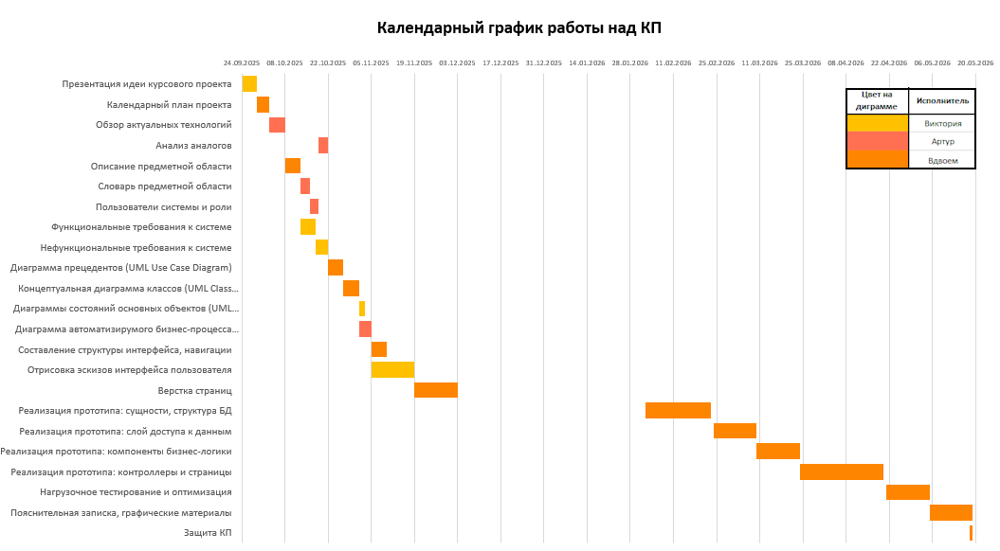 Календарный график работы над КП
24.09.2025 08.10.2025 22.10.2025 05.11.2025 19.11.2025 03.12.2025 17.12.2025 31.12.2025 14.01.2026 28.01.2026 11.02.2026 25.02.2026 11.03.2026 25.03.2026 08.04.2026 22.04.2026 06.05.2026 20.05.2026
Презентация идеи курсового проекта
Календарный план проекта
Обзор актуальных технологий
Анализ аналогов
Описание предметной области
Словарь предметной области
Пользователи системы и роли
Функциональные требования к системе
Нефункциональные требования к системе
Диаграмма прецедентов (UML Use Case Diagram)
Концептуальная диаграмма классов (UML Class...
Диаграммы состояний основных объектов (UML...
Диаграмма автоматизирумого бизнес-процесса...
Составление структуры интерфейса, навигации
Отрисовка эскизов интерфейса пользователя
Верстка страниц
Реализация прототипа: сущности, структура БД
Реализация прототипа: слой доступа к данным
Реализация прототипа: компоненты бизнес-логики
Реализация прототипа: контроллеры и страницы
Нагрузочное тестирование и оптимизация
Пояснительная записка, графические материалы
Защита КП
Цвет на
диграмме
Исполнитель
Виктория
Артур
Вдвоем